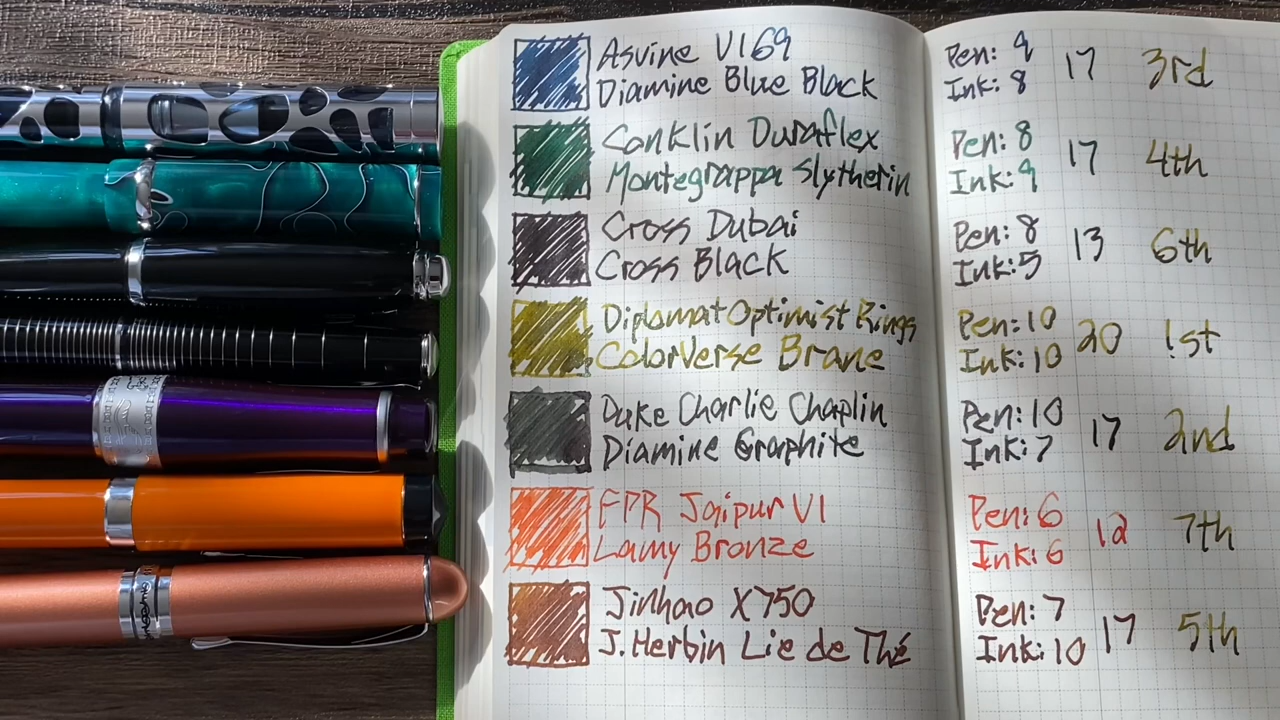 Asvine V169
Diamine Blue Black
Pen: 9
Ink: 8
17
3rd
Conklin Duraflex
Montegrappa Slytherin
Pen: 8
Ink: 9
17
4th
Cross Dubai
Cross Black
Pen: 8
Ink: 5
13
6th
Diplomat Optimist Rings
ColorVerse Brane
Pen: 10
Ink: 10
20
1st
Duke Charlie Chaplin
Diamine Graphite
Pen: 10
Ink: 7
17
2nd
FPR Jaipur V1
Lamy Bronze
Pen: 6
Ink: 6
12
7th
Jinhao X750
J. Herbin Lie de Thé
Pen: 7
Ink: 10
17
5th